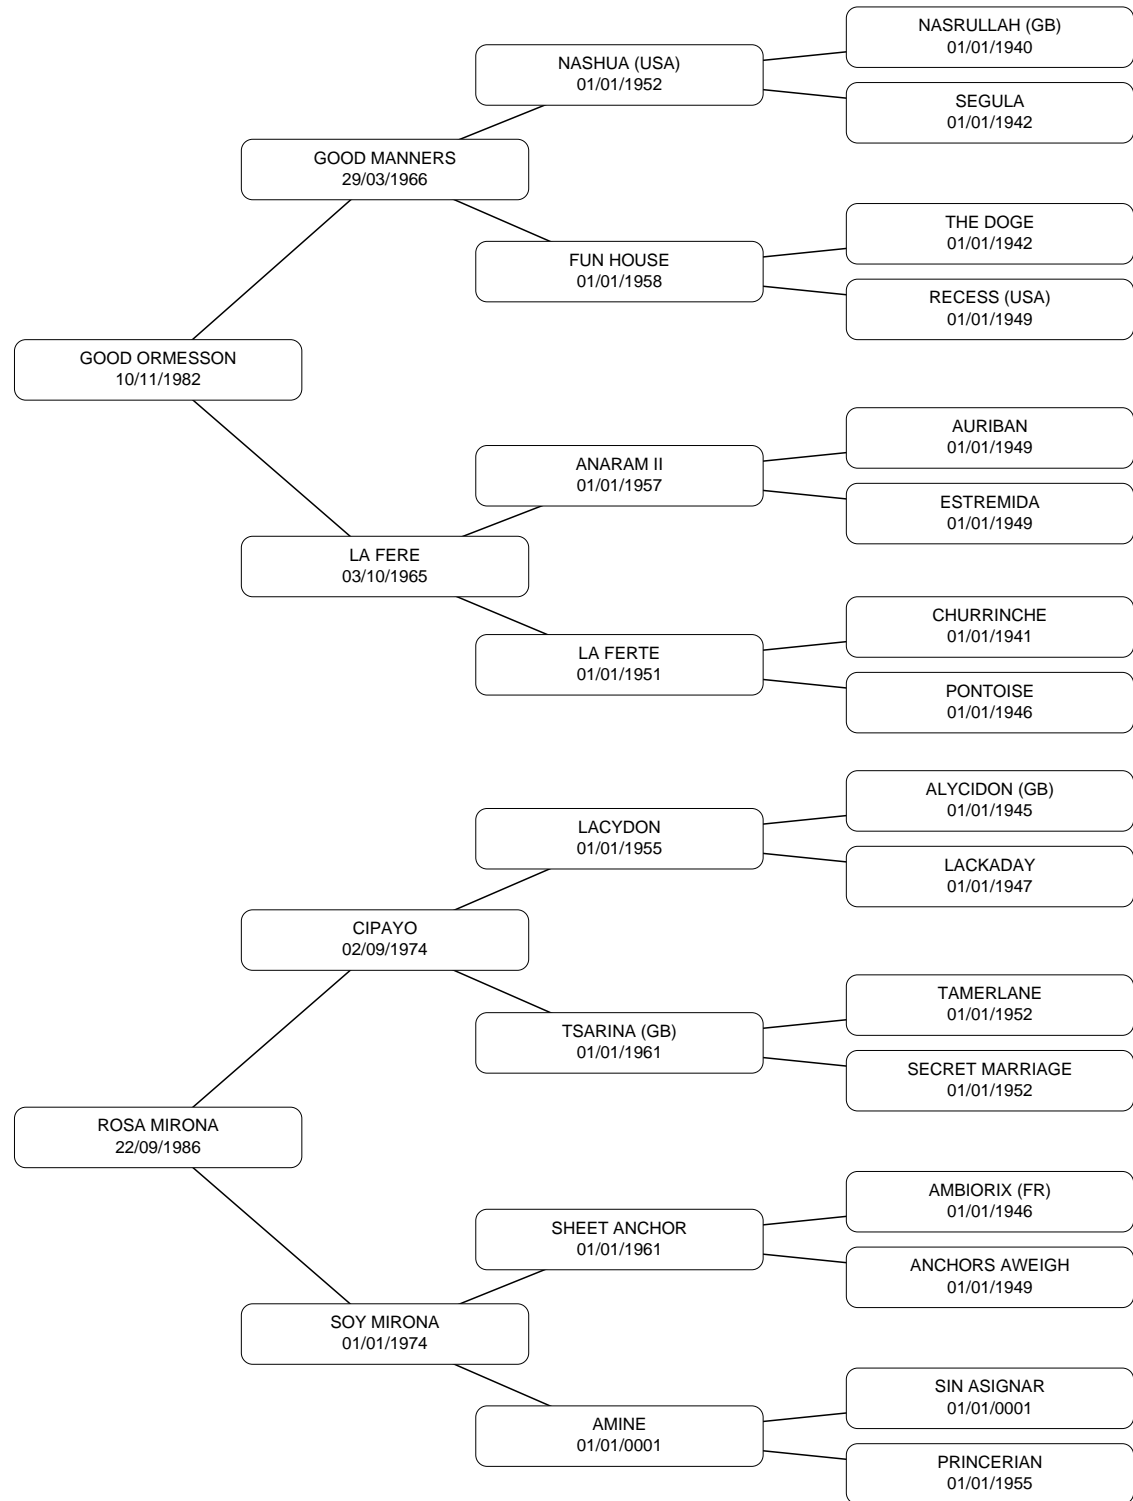 NASRULLAH (GB)
01/01/1940
NASHUA (USA)
01/01/1952
SEGULA
01/01/1942
GOOD MANNERS
29/03/1966
THE DOGE
01/01/1942
FUN HOUSE
01/01/1958
RECESS (USA)
01/01/1949
GOOD ORMESSON
10/11/1982
AURIBAN
01/01/1949
ANARAM II
01/01/1957
ESTREMIDA
01/01/1949
LA FERE
03/10/1965
CHURRINCHE
01/01/1941
LA FERTE
01/01/1951
PONTOISE
01/01/1946
ALYCIDON (GB)
01/01/1945
LACYDON
01/01/1955
LACKADAY
01/01/1947
CIPAYO
02/09/1974
TAMERLANE
01/01/1952
TSARINA (GB)
01/01/1961
SECRET MARRIAGE
01/01/1952
ROSA MIRONA
22/09/1986
AMBIORIX (FR)
01/01/1946
SHEET ANCHOR
01/01/1961
ANCHORS AWEIGH
01/01/1949
SOY MIRONA
01/01/1974
SIN ASIGNAR
01/01/0001
AMINE
01/01/0001
PRINCERIAN
01/01/1955